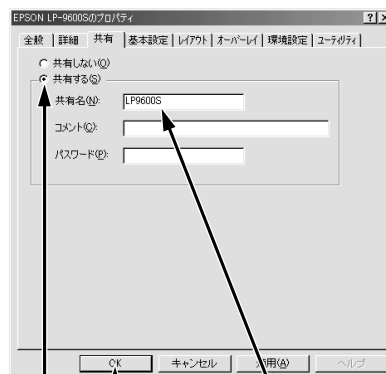 EPSON LP-9600Sのプロパティ
全般 詳細 共有 基本設定 レイアウト オーバーレイ 環境設定 ユーティリティ
共有しない(O)
共有する(S)
共有名(N): LP9600S
コメント(C):
パスワード(P):
OK キャンセル 適用(A) ヘルプ